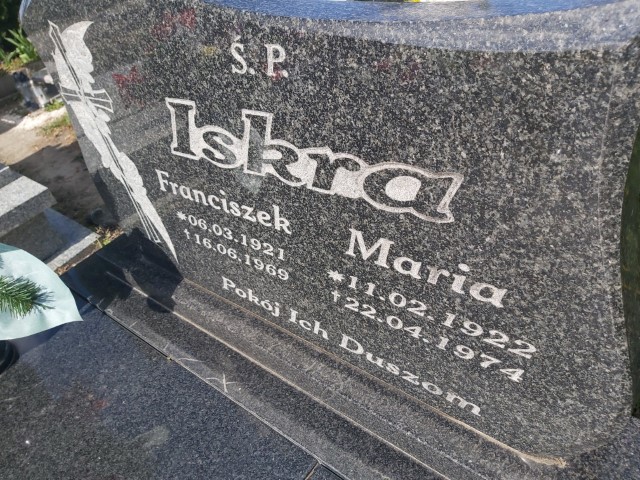 Ś. P.
Iskra
Franciszek
*06.03.1921
†16.06.1969
Maria
*11.02.1922
†22.04.1974
Pokój Ich Duszom